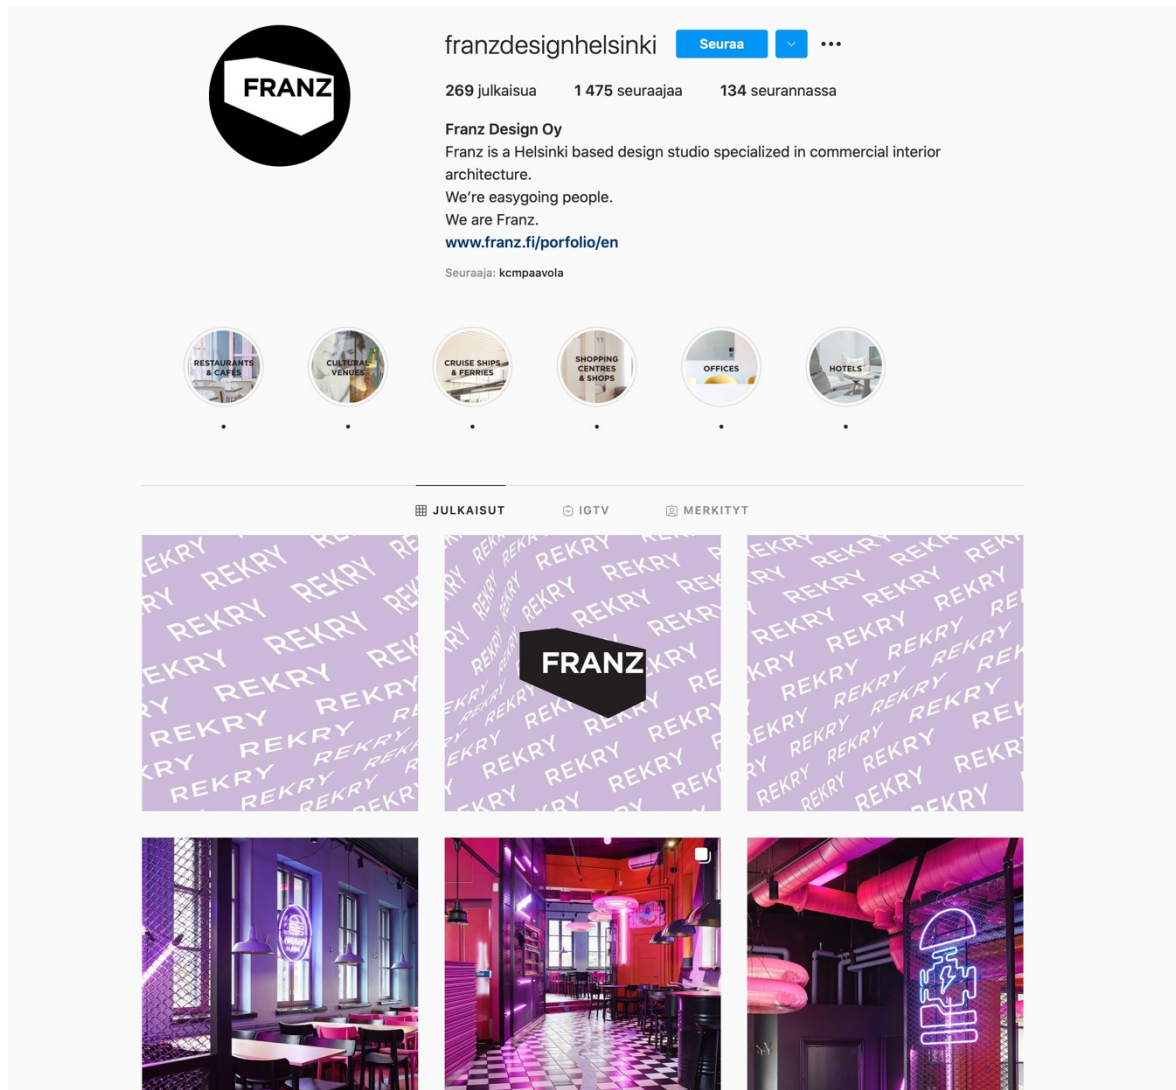 FRANZ
franzdesignhelsinki Seuraa
269 julkaisua 1 475 seuraajaa 134 seurannassa
Franz Design Oy
Franz is a Helsinki based design studio specialized in commercial interior
architecture.
We’re easygoing people.
We are Franz.
www.franz.fi/porfolio/en
Seuraaja: kcmpaavola
RESTAURANTS
& CAFÉS
CULTURAL
VENUES
CRUISE SHIPS
& FERRIES
SHOPPING
CENTRES
& SHOPS
OFFICES
HOTELS
JULKAISUT IGTV MERKITYT
REKRY
FRANZ
REKRY
REKRY